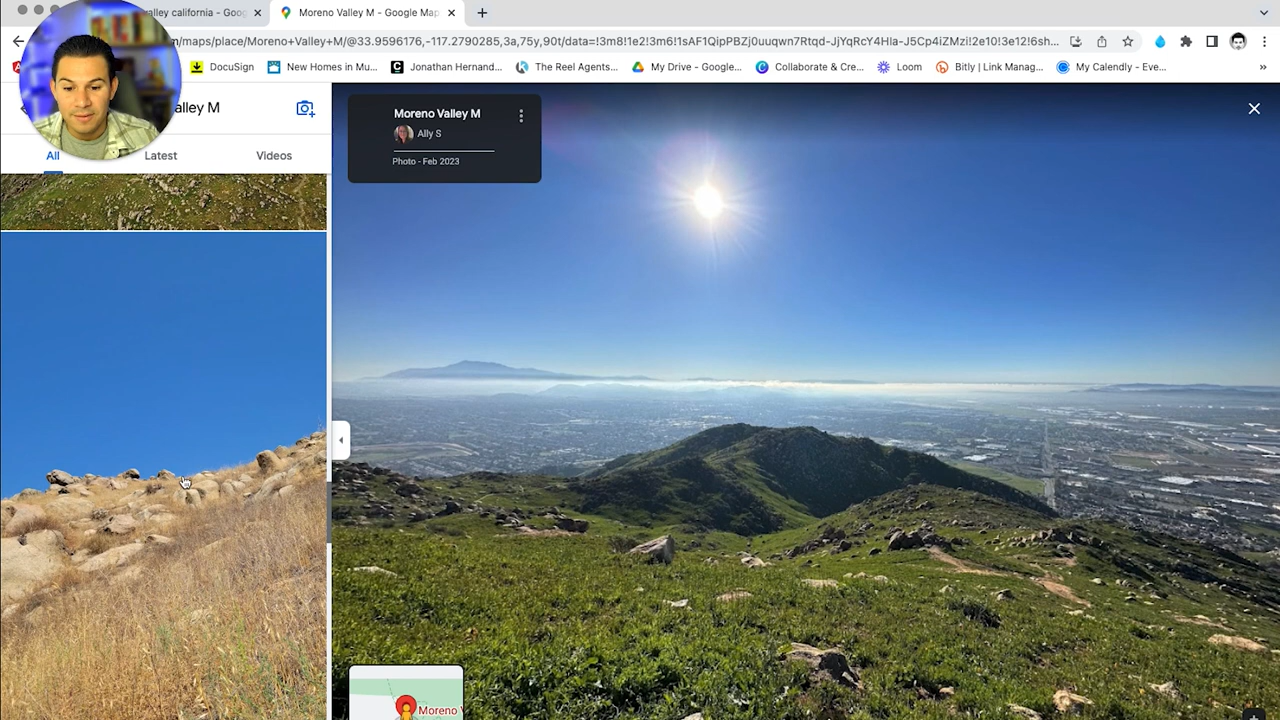 valley california - Goog
Moreno Valley M - Google Map
m/maps/place/Moreno+Valley+M/@33.9596176,-117.2790285,3a,75y,90t/data=!3m8!1e2!3m6!1sAF1QipPBZj0uuqwnYptqd-JjYqRcY4Hla-J5Cp4iZMzi!2e10!3e12!6sh...
DocuSign
New Homes in Mu...
Jonathan Hernand...
The Reel Agents...
My Drive - Google...
Collaborate & Cre...
Loom
Bitly | Link Manag...
My Calendly - Eve...
»
alley M
All
Latest
Videos
Moreno Valley M
Ally S
Photo - Feb 2023
Moreno V